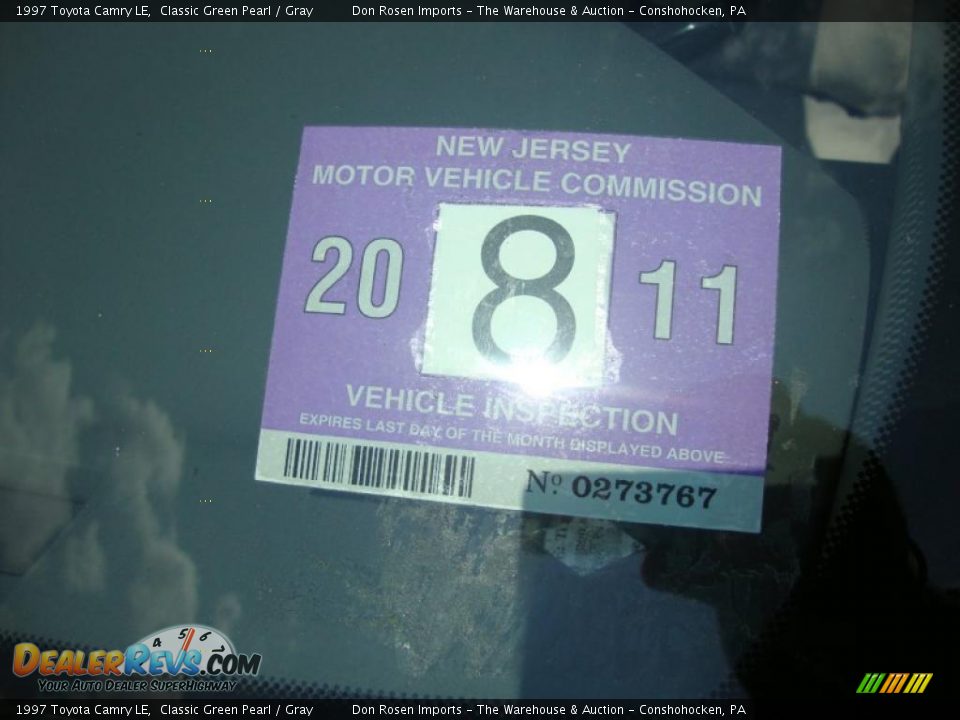 1997 Toyota Camry LE, Classic Green Pearl / Gray Don Rosen Imports - The Warehouse & Auction - Conshohocken, PA
NEW JERSEY
MOTOR VEHICLE COMMISSION
20 8 11
VEHICLE INSPECTION
EXPIRES LAST DAY OF THE MONTH DISPLAYED ABOVE
Nº 0273767
4 5 6
DEALERREVS.COM
YOUR AUTO DEALER SUPERHIGHWAY
1997 Toyota Camry LE, Classic Green Pearl / Gray Don Rosen Imports - The Warehouse & Auction - Conshohocken, PA